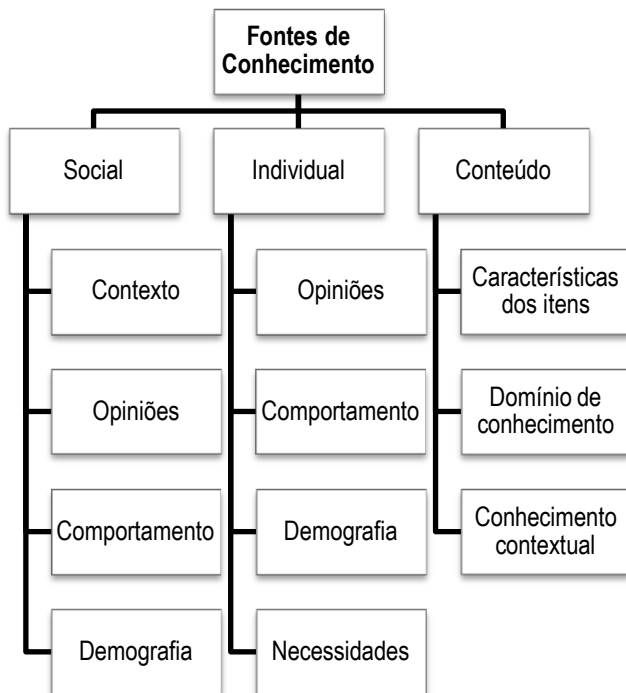 Fontes de
Conhecimento
Social
Individual
Conteúdo
Contexto
Opiniões
Comportamento
Demografia
Opiniões
Comportamento
Demografia
Necessidades
Características
dos itens
Domínio de
conhecimento
Conhecimento
contextual